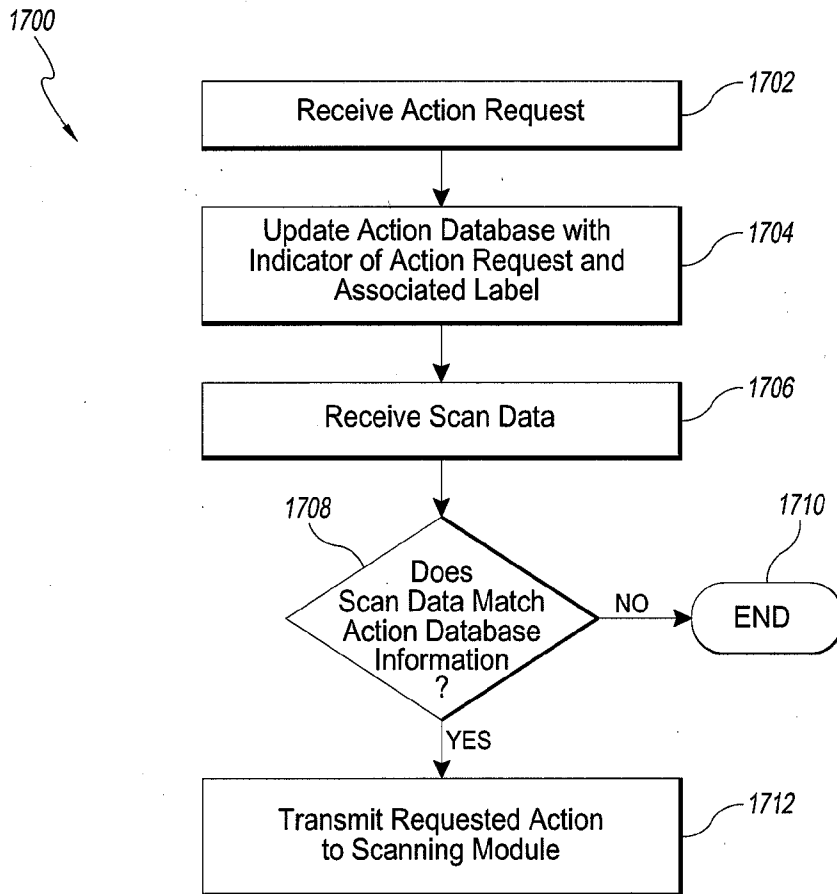 1700
Receive Action Request
1702
Update Action Database with
Indicator of Action Request and
Associated Label
1704
Receive Scan Data
1706
1708
Does
Scan Data Match
Action Database
Information
?
NO
1710
END
YES
Transmit Requested Action
to Scanning Module
1712